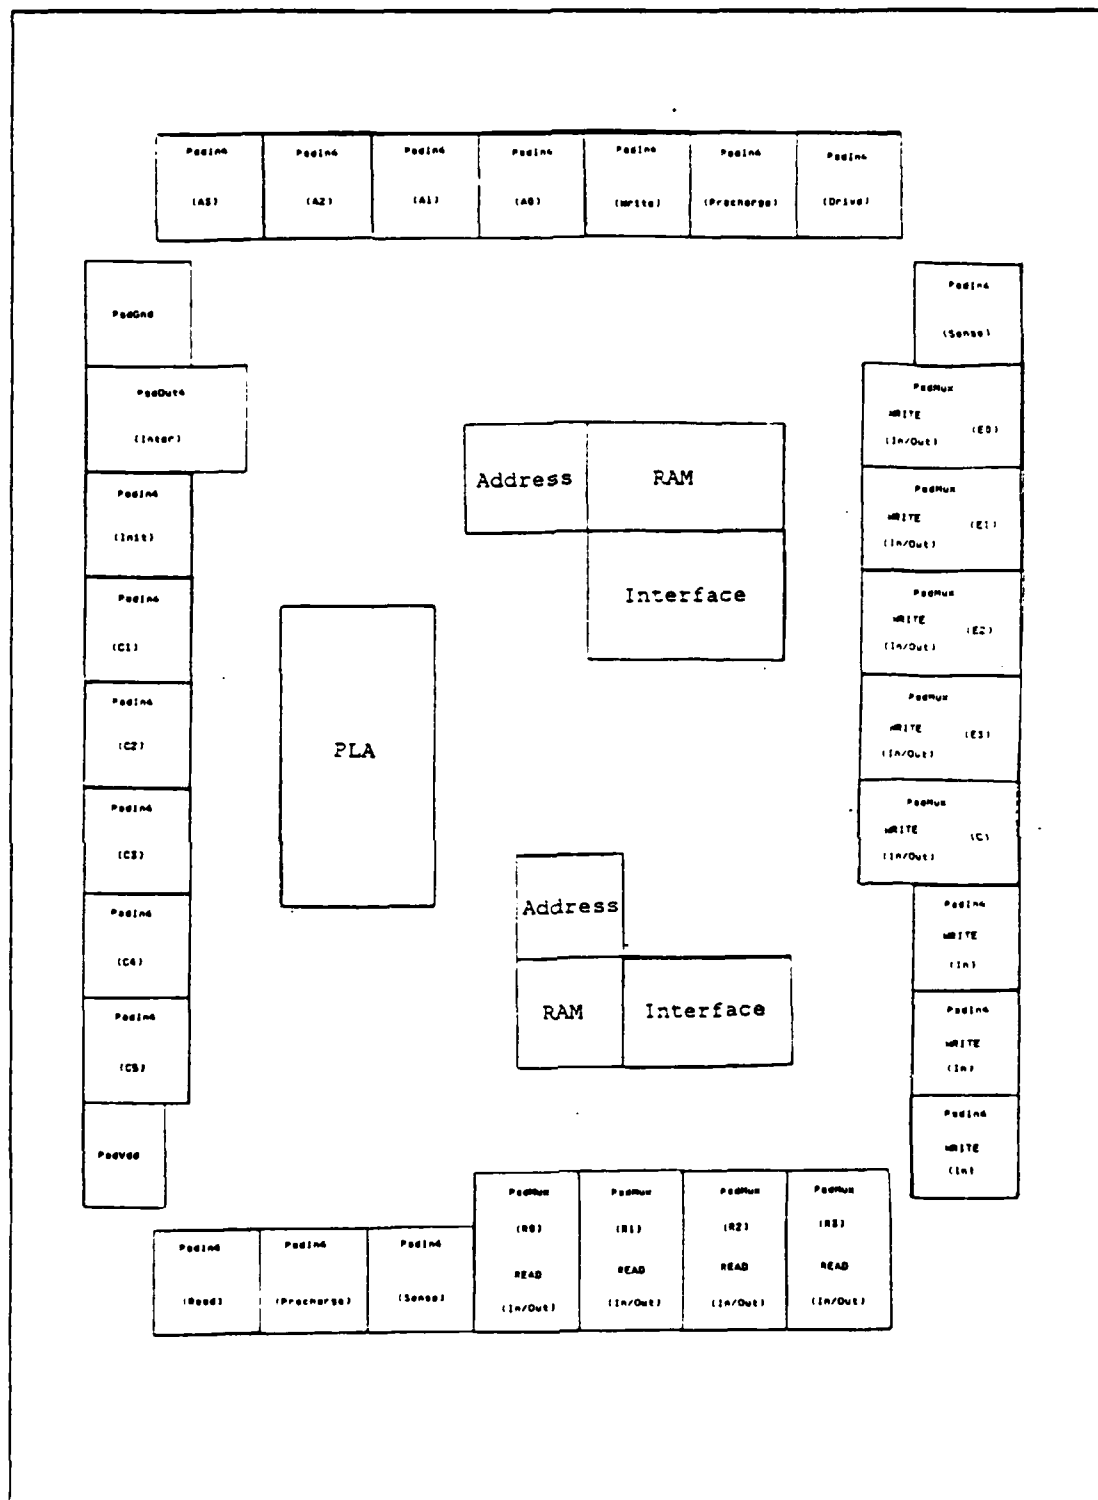 PadIn4 PadIn4 PadIn4 PadIn4 PadIn4 PadIn4 PadIn4
(A3) (A2) (A1) (A0) (Write) (Precharge) (Drive)
PadGnd
PadIn4
(Sense)
PadOut4
(Inter)
PadMux
WRITE
(In/Out) (E0)
Address RAM
PadIn4
(Init)
PadMux
WRITE
(In/Out) (E1)
Interface
PadIn4
(C1)
PadMux
WRITE
(In/Out) (E2)
PadIn4
(C2)
PLA
PadMux
WRITE
(In/Out) (E3)
PadIn4
(C3)
PadMux
WRITE
(In/Out) (C)
Address
PadIn4
(C4)
PadIn4
WRITE
(In)
RAM Interface
PadIn4
(C5)
PadIn4
WRITE
(In)
PadVdd
PadIn4
WRITE
(In)
PadMux PadMux PadMux PadMux
(R0) (R1) (R2) (R3)
READ READ READ READ
(In/Out) (In/Out) (In/Out) (In/Out)
PadIn4 PadIn4 PadIn4
(Read) (Precharge) (Sense)